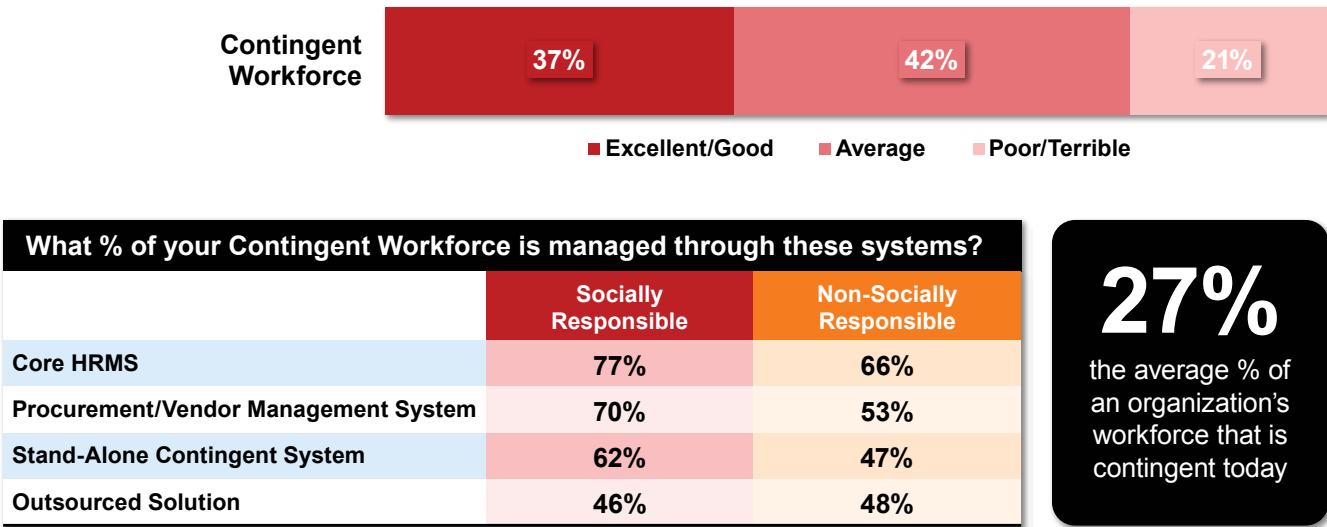 Contingent
Workforce
37%
42%
21%
Excellent/Good
Average
Poor/Terrible
What % of your Contingent Workforce is managed through these systems?
Socially
Responsible
Non-Socially
Responsible
Core HRMS
77%
66%
Procurement/Vendor Management System
70%
53%
Stand-Alone Contingent System
62%
47%
Outsourced Solution
46%
48%
27%
the average % of
an organization’s
workforce that is
contingent today